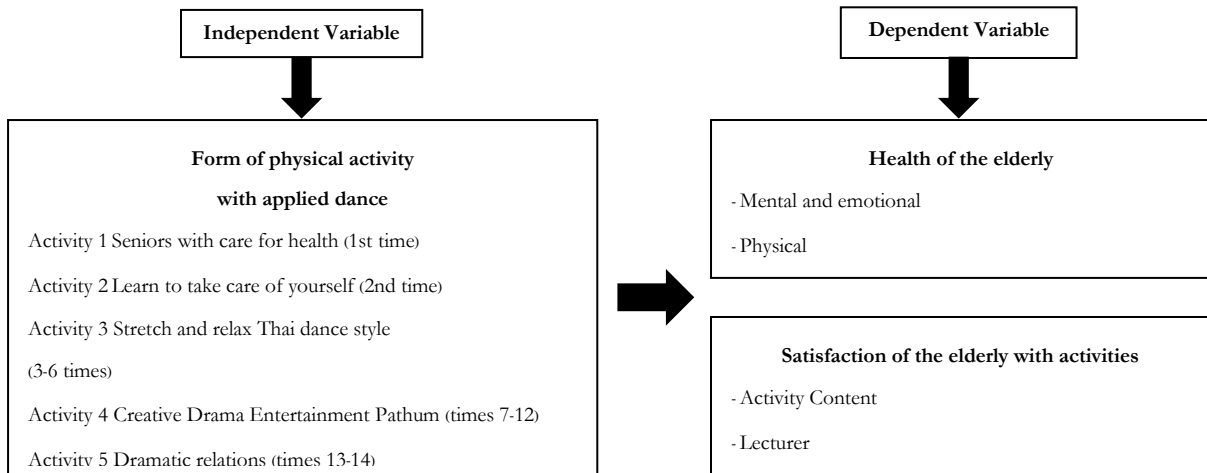 Independent Variable
Form of physical activity
with applied dance
Activity 1 Seniors with care for health (1st time)
Activity 2 Learn to take care of yourself (2nd time)
Activity 3 Stretch and relax Thai dance style
(3-6 times)
Activity 4 Creative Drama Entertainment Pathum (times 7-12)
Activity 5 Dramatic relations (times 13-14)
Dependent Variable
Health of the elderly
- Mental and emotional
- Physical
Satisfaction of the elderly with activities
- Activity Content
- Lecturer